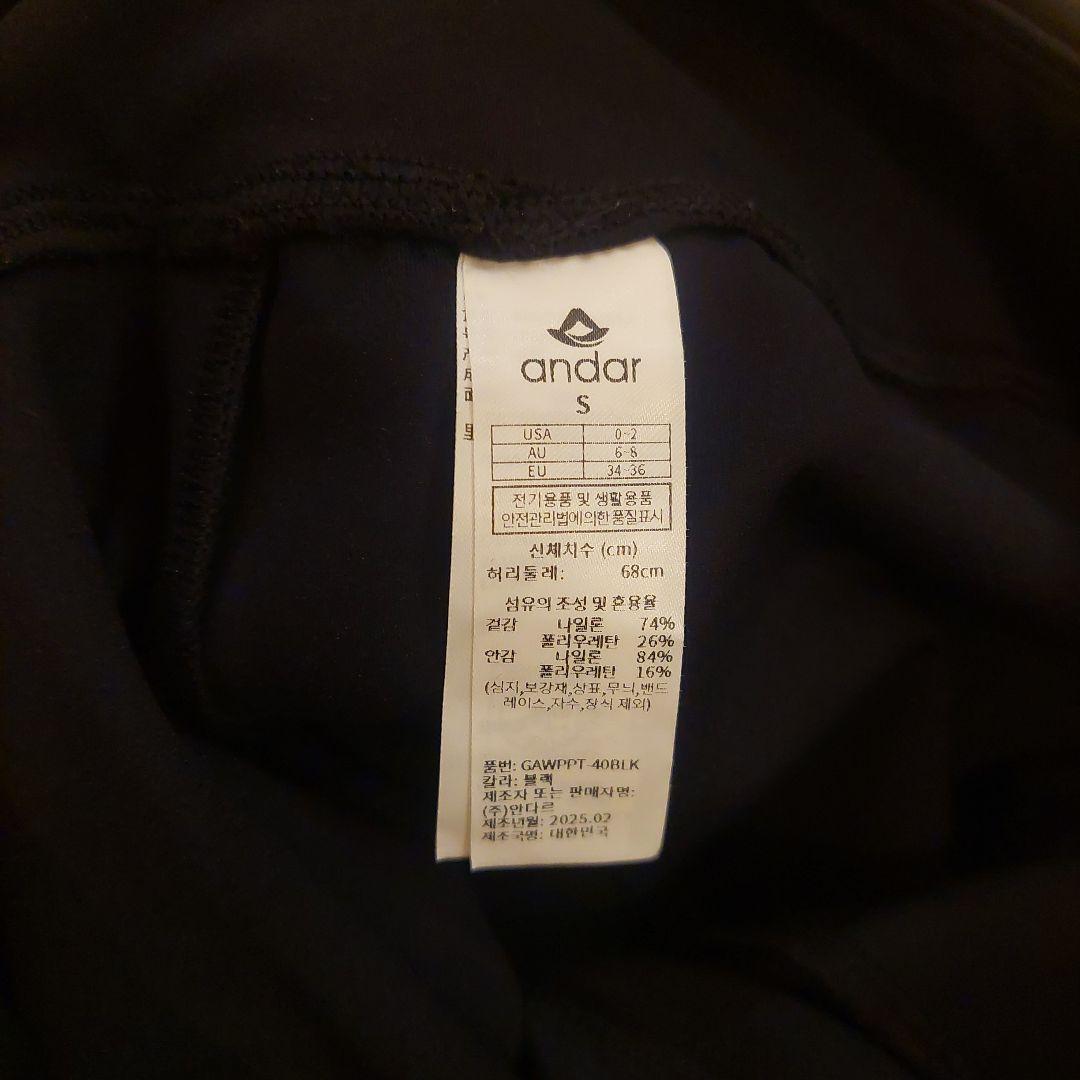 andar
S
USA 0~2
AU 6~8
EU 34~36
전기용품 및 생활용품
안전관리법에의한품질표시
신체치수 (cm)
허리둘레: 68cm
섬유의 조성 및 혼용율
겉감 나일론 74%
폴리우레탄 26%
안감 나일론 84%
폴리우레탄 16%
(심지,보강재,상표,무늬,밴드
레이스,자수,장식 제외)
품번: GAWPPT-40BLK
칼라: 블랙
제조자 또는 판매자명:
(주)안다르
제조년월: 2025.02
제조국명: 대한민국